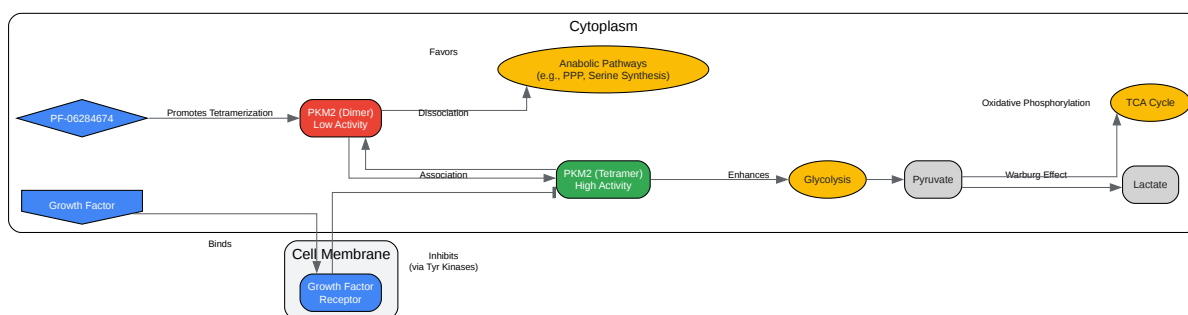 Cytoplasm
Favors
Anabolic Pathways
(e.g., PPP, Serine Synthesis)
Oxidative Phosphorylation
TCA Cycle
PF-06284674
Promotes Tetramerization
PKM2 (Dimer)
Low Activity
Dissociation
Association
PKM2 (Tetramer)
High Activity
Enhances
Glycolysis
Pyruvate
Warburg Effect
Lactate
Growth Factor
Binds
Cell Membrane
Inhibits
(via Tyr Kinases)
Growth Factor
Receptor